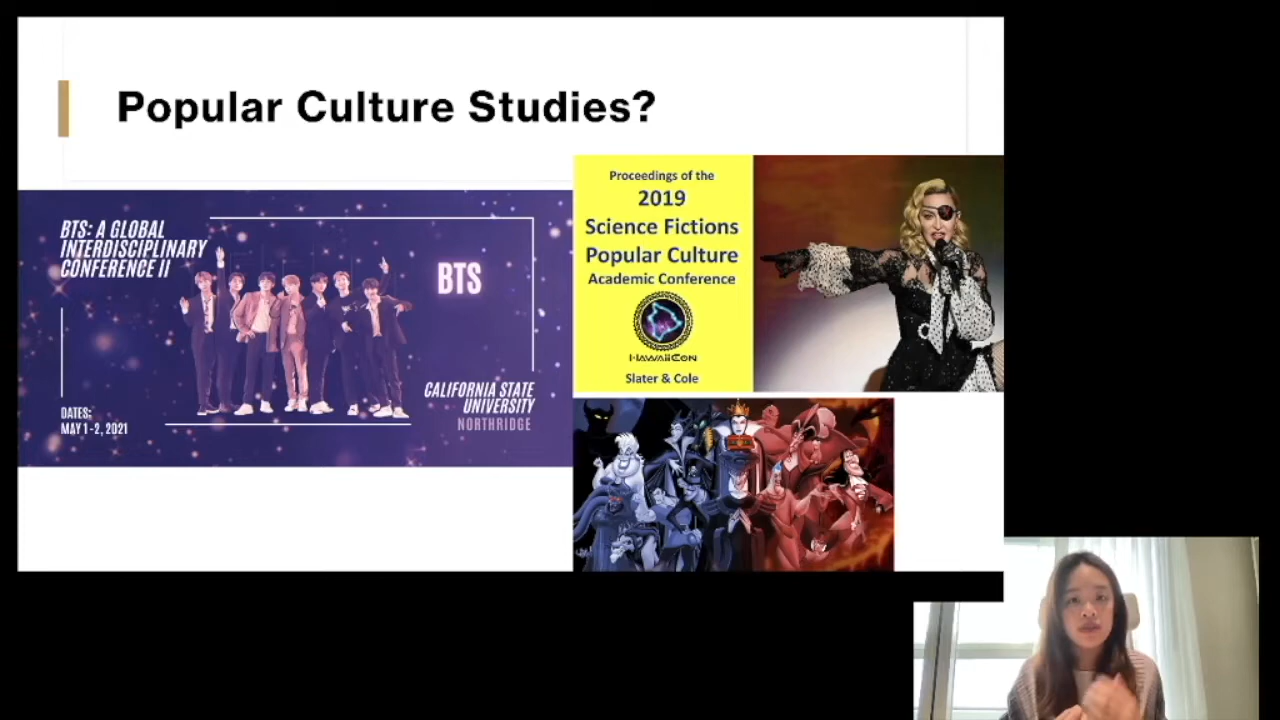 Popular Culture Studies?
BTS: A GLOBAL
INTERDISCIPLINARY
CONFERENCE II
BTS
CALIFORNIA STATE
UNIVERSITY
NORTHRIDGE
DATES:
MAY 1-2, 2021
Proceedings of the
2019
Science Fictions
Popular Culture
Academic Conference
HAWAIICON
Slater & Cole